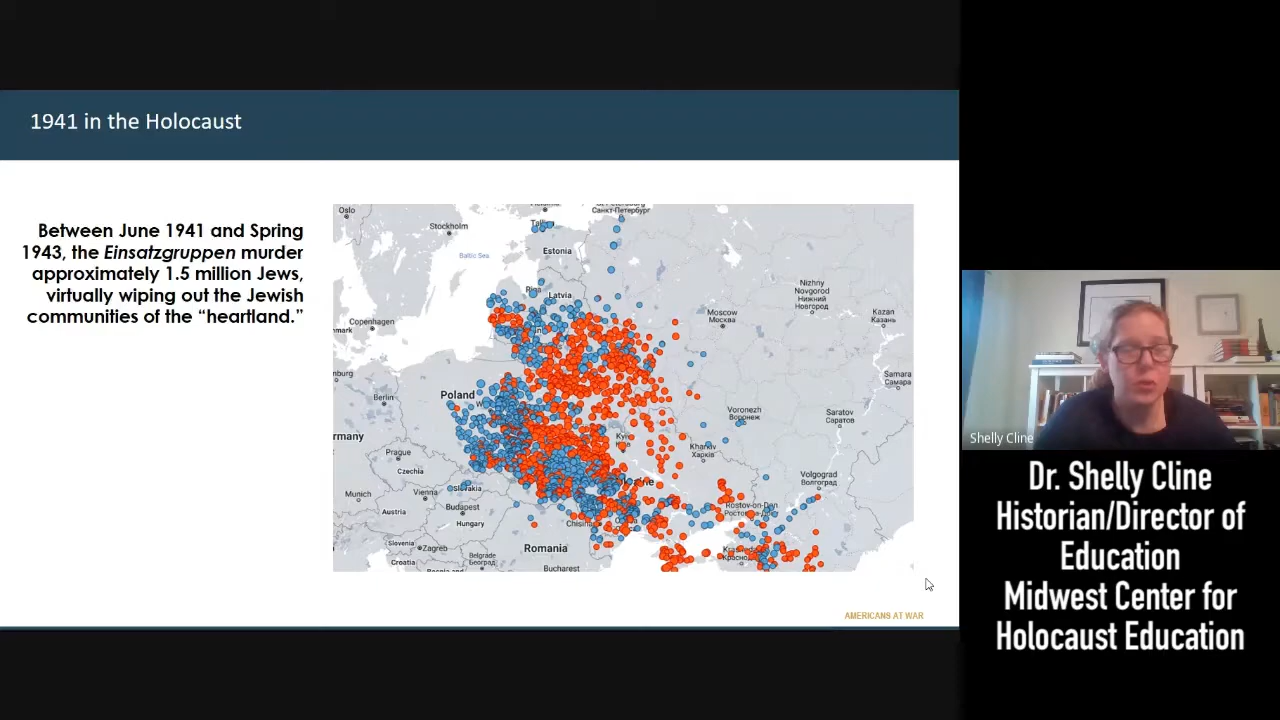 1941 in the Holocaust
Between June 1941 and Spring
1943, the Einsatzgruppen murder
approximately 1.5 million Jews,
virtually wiping out the Jewish
communities of the “heartland.”
Oslo
Санкт-Петербург
Stockholm
Estonia
Baltic Sea
Latvia
Nizhny
Novgorod
Нижний
Новгород
Moscow
Москва
Kazan
Казань
Copenhagen
Samara
Самара
Berlin
Poland
Voronezh
Воронеж
Saratov
Саратов
Kharkiv
Харків
Prague
Czechia
Volgograd
Волгоград
Slovakia
Munich
Vienna
Austria
Budapest
Hungary
Rostov-on-Don
Chisinau
Slovenia
Zagreb
Croatia
Romania
Belgrade
Београд
Bucharest
AMERICANS AT WAR
Shelly Cline
Dr. Shelly Cline
Historian/Director of
Education
Midwest Center for
Holocaust Education